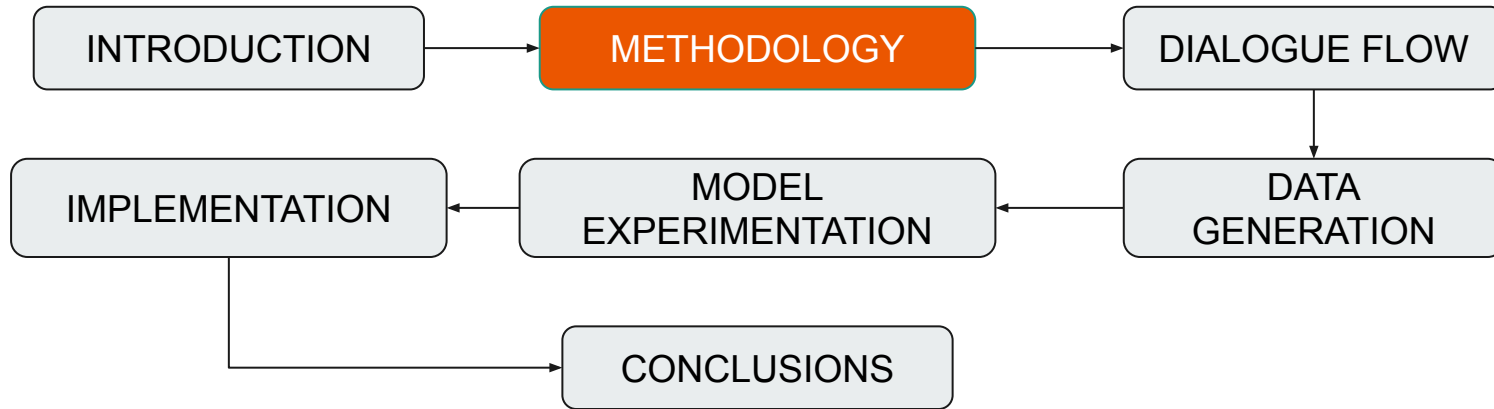 INTRODUCTION
METHODOLOGY
DIALOGUE FLOW
DATA
GENERATION
MODEL
EXPERIMENTATION
IMPLEMENTATION
CONCLUSIONS